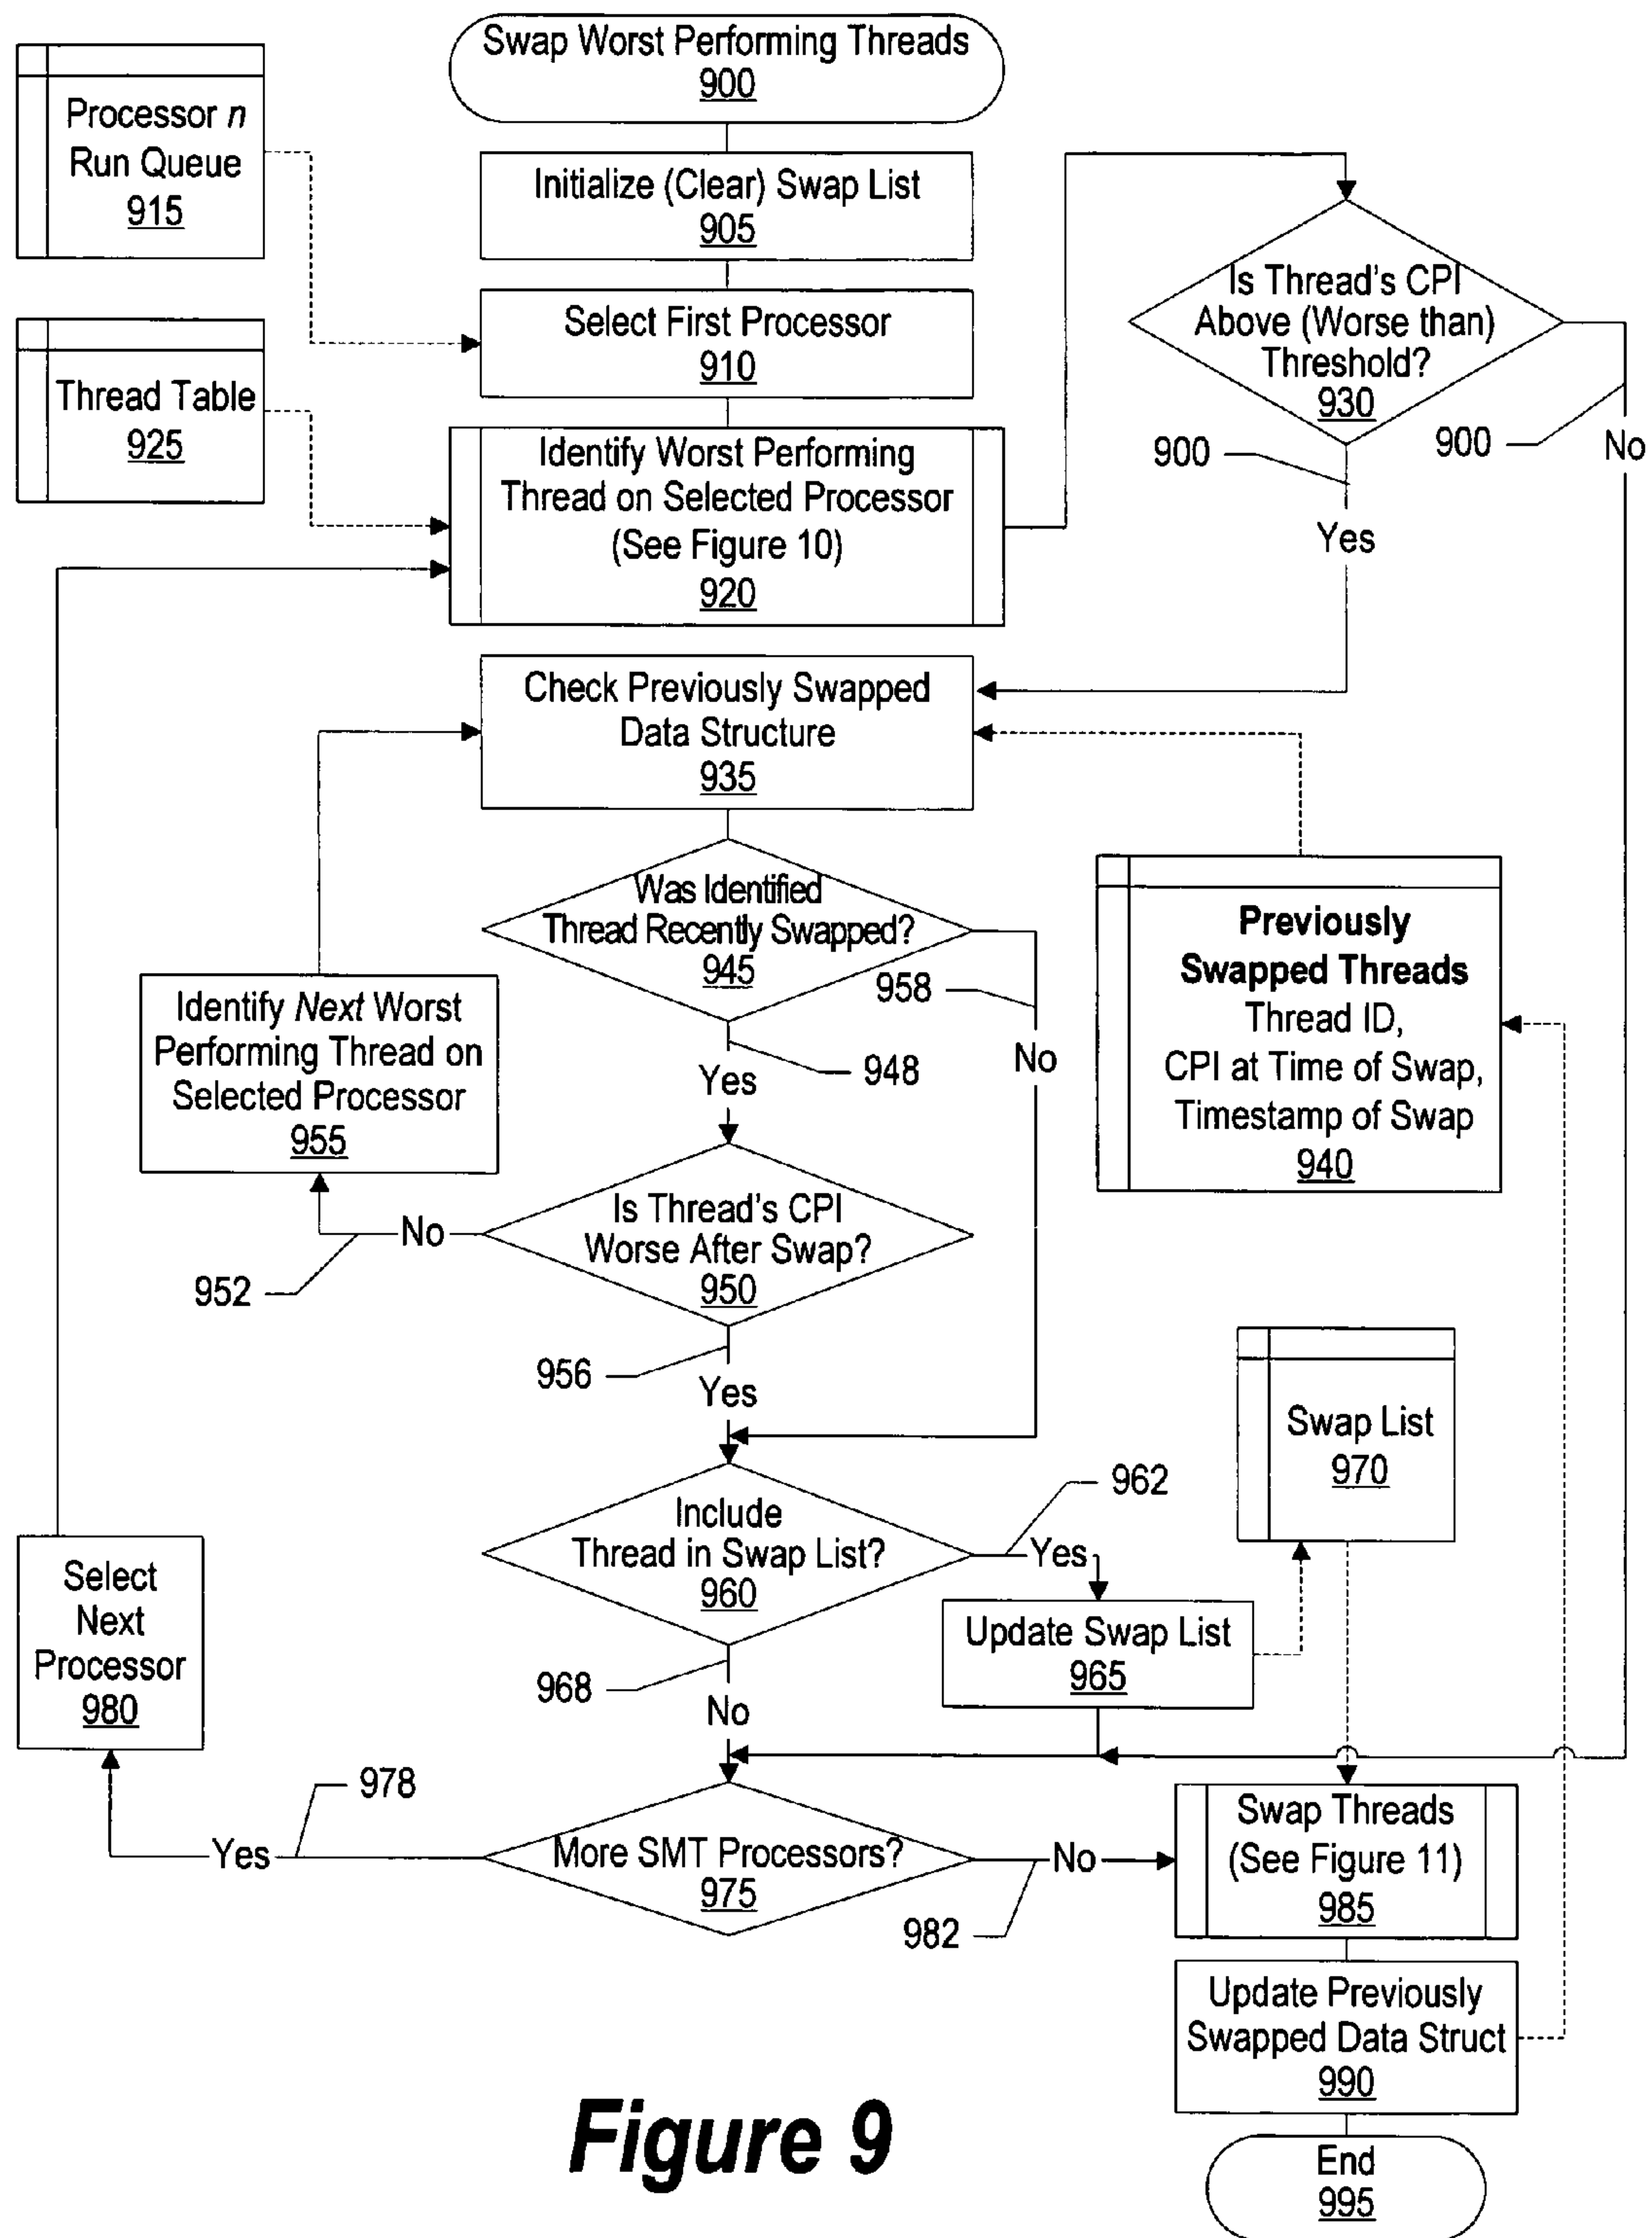 Swap Worst Performing Threads
900
Processor n
Run Queue
915
Initialize (Clear) Swap List
905
Select First Processor
910
Thread Table
925
Identify Worst Performing
Thread on Selected Processor
(See Figure 10)
920
Is Thread's CPI
Above (Worse than)
Threshold?
930
900
Yes
900
No
Check Previously Swapped
Data Structure
935
Was Identified
Thread Recently Swapped?
945
958
No
948
Yes
Previously
Swapped Threads
Thread ID,
CPI at Time of Swap,
Timestamp of Swap
940
Identify Next Worst
Performing Thread on
Selected Processor
955
Is Thread's CPI
Worse After Swap?
950
No
952
956
Yes
Swap List
970
Include
Thread in Swap List?
960
962
Yes
Update Swap List
965
968
No
Select
Next
Processor
980
978
Yes
More SMT Processors?
975
No
982
Swap Threads
(See Figure 11)
985
Update Previously
Swapped Data Struct
990
End
995
Figure 9